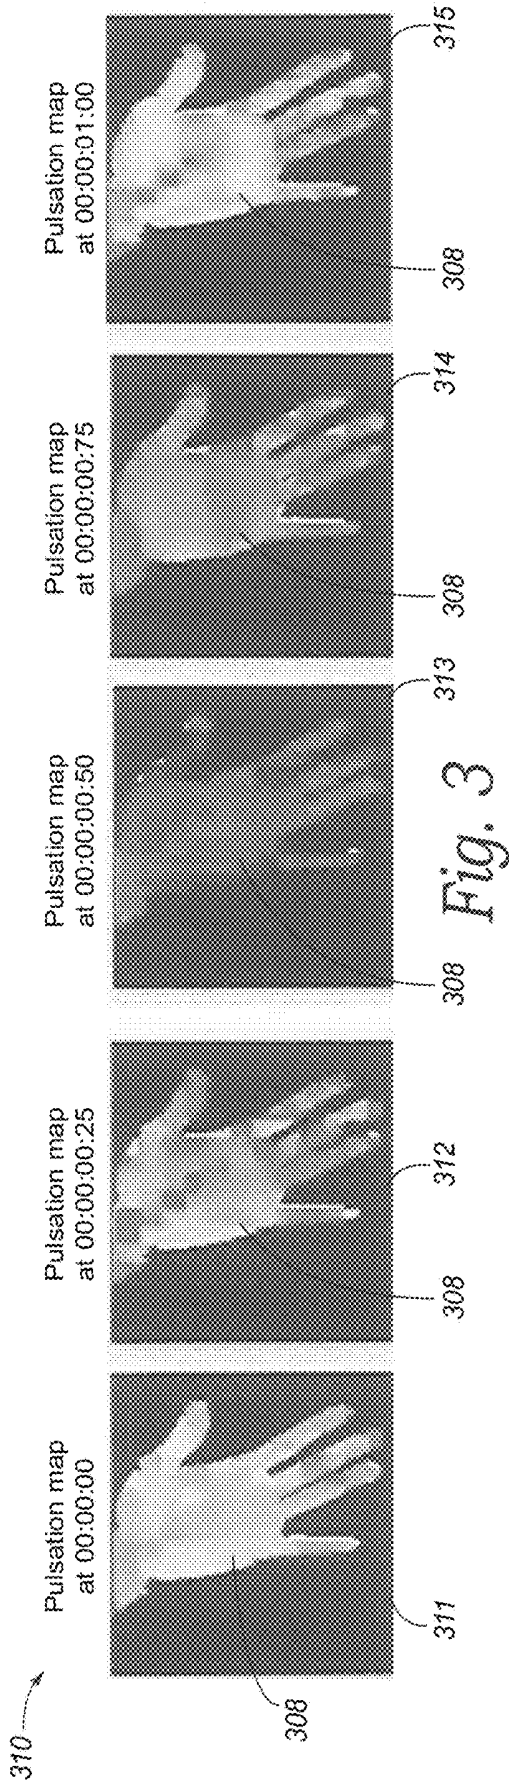 310
Pulsation map
at 00:00:00
308
311
Pulsation map
at 00:00:00:25
308
312
Pulsation map
at 00:00:00:50
308
313
Pulsation map
at 00:00:00:75
308
314
Pulsation map
at 00:00:01:00
308
315
Fig. 3